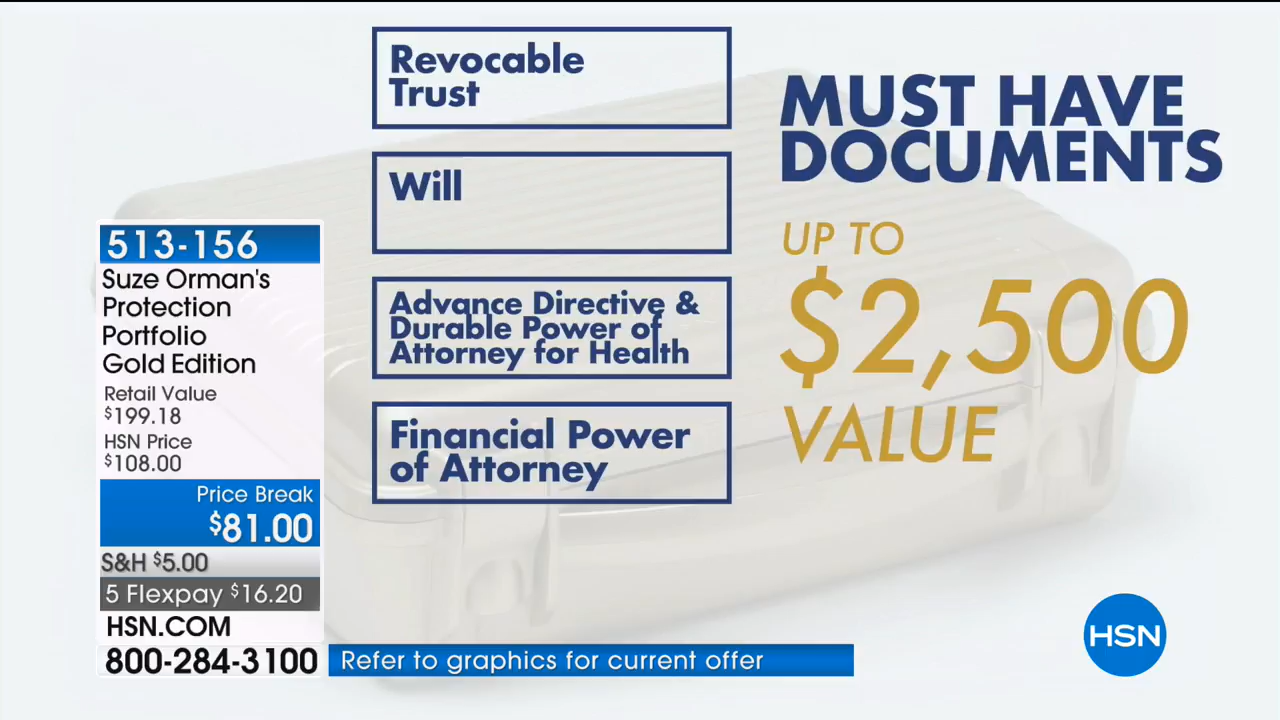 Revocable
Trust
Will
Advance Directive &
Durable Power of
Attorney for Health
Financial Power
of Attorney
MUST HAVE
DOCUMENTS
UP TO
$2,500
VALUE
513-156
Suze Orman's
Protection
Portfolio
Gold Edition
Retail Value
$199.18
HSN Price
$108.00
Price Break
$81.00
S&H $5.00
5 Flexpay $16.20
HSN.COM
800-284-3100
Refer to graphics for current offer
HSN